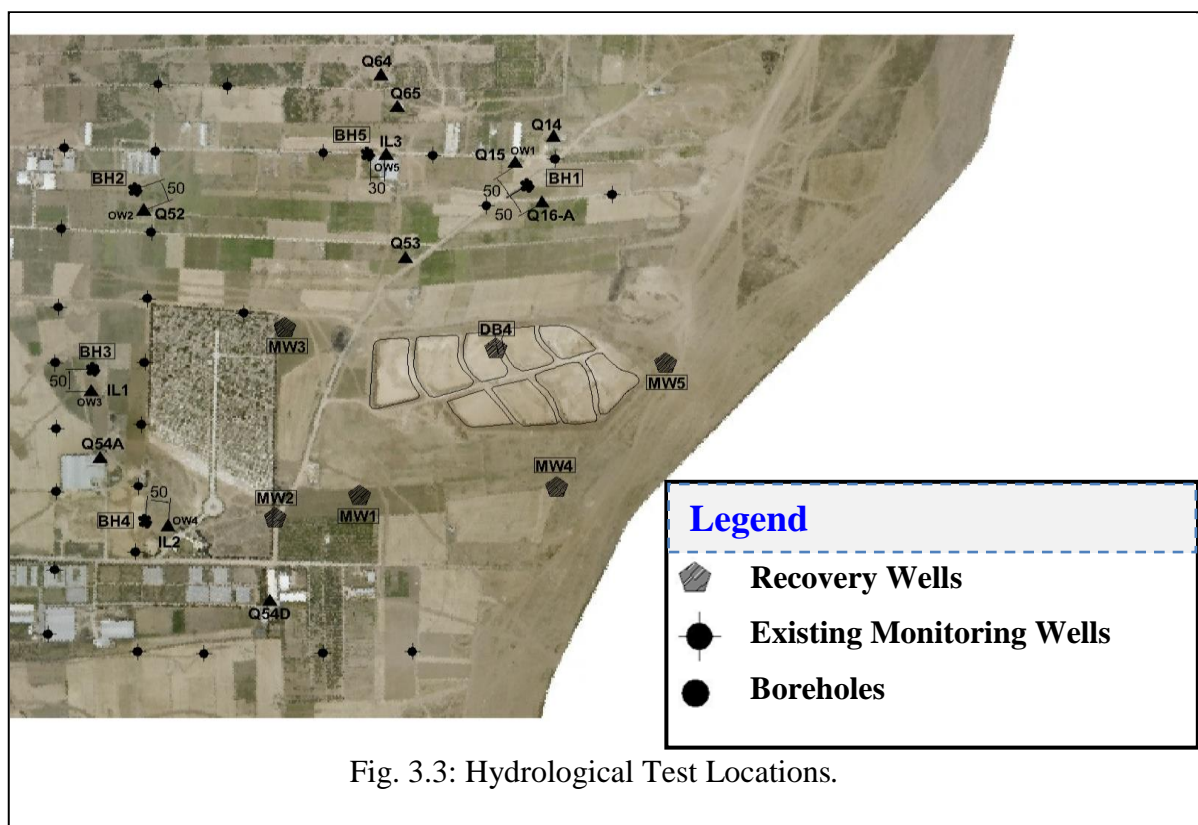 Q64
Q65
Q14
BH5
IL3
Q15
OW1
OW5
BH2
50
30
BH1
50
OW2
Q52
50
Q16-A
Q53
MW3
DB4
BH3
MW5
50
IL1
OW3
Q54A
50
MW4
MW2
MW1
BH4
OW4
IL2
Q54D
Legend
Recovery Wells
Existing Monitoring Wells
Boreholes
Fig. 3.3: Hydrological Test Locations.